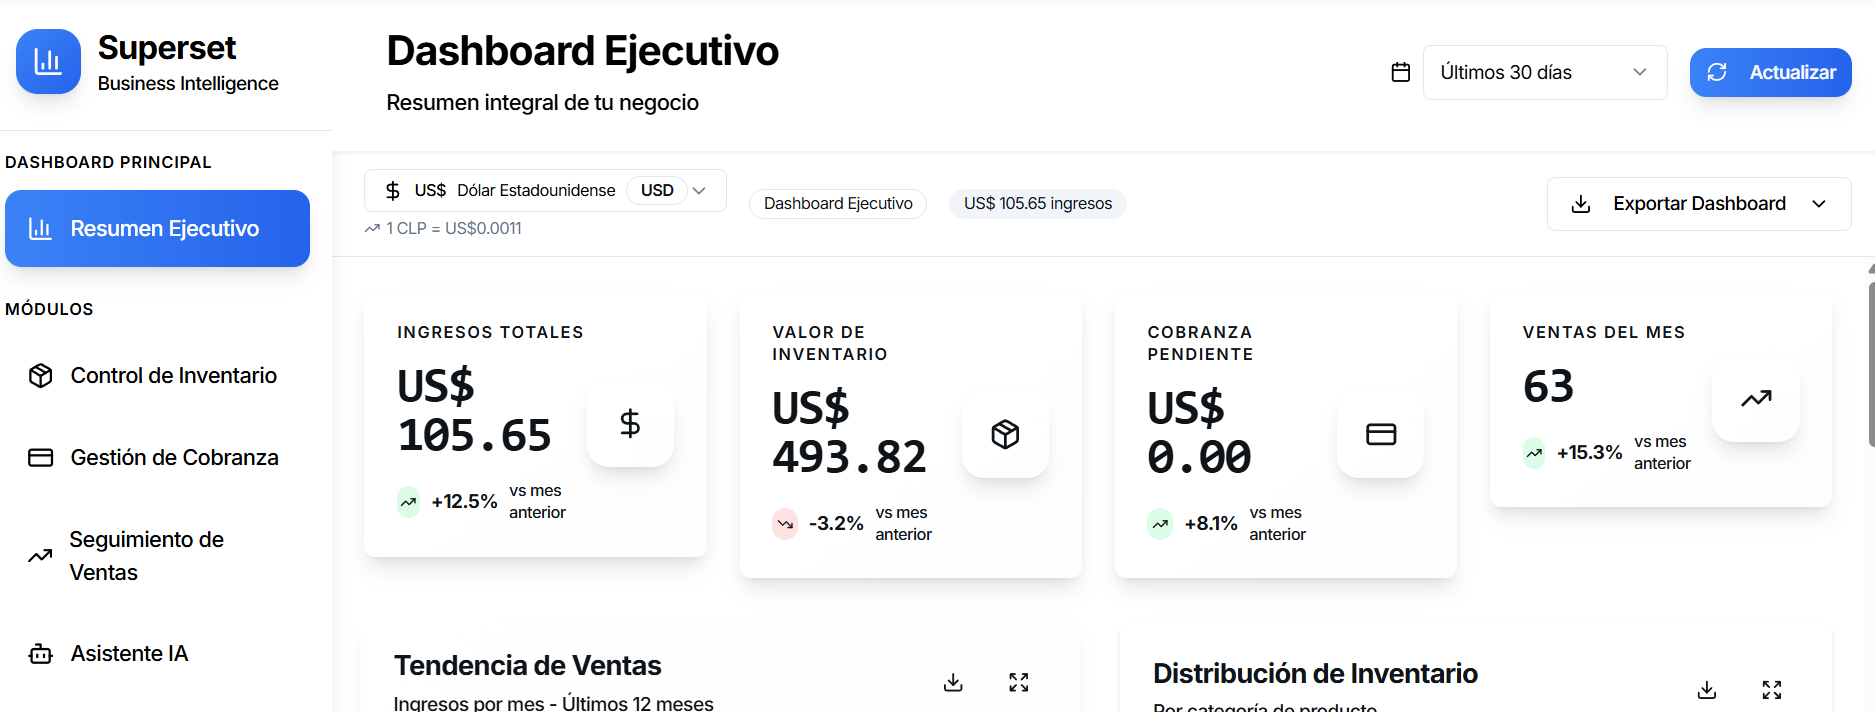 Superset
Business Intelligence
DASHBOARD PRINCIPAL
Resumen Ejecutivo
MÓDULOS
Control de Inventario
Gestión de Cobranza
Seguimiento de
Ventas
Asistente IA
Dashboard Ejecutivo
Resumen integral de tu negocio
Últimos 30 días
Actualizar
US$ Dólar Estadounidense USD
1 CLP = US$0.0011
Dashboard Ejecutivo
US$ 105.65 ingresos
Exportar Dashboard
INGRESOS TOTALES
US$
105.65
+12.5% vs mes
anterior
VALOR DE
INVENTARIO
US$
493.82
-3.2% vs mes
anterior
COBRANZA
PENDIENTE
US$
0.00
+8.1% vs mes
anterior
VENTAS DEL MES
63
+15.3% vs mes
anterior
Tendencia de Ventas
Ingresos por mes - Últimos 12 meses
Distribución de Inventario
Por categoría de producto